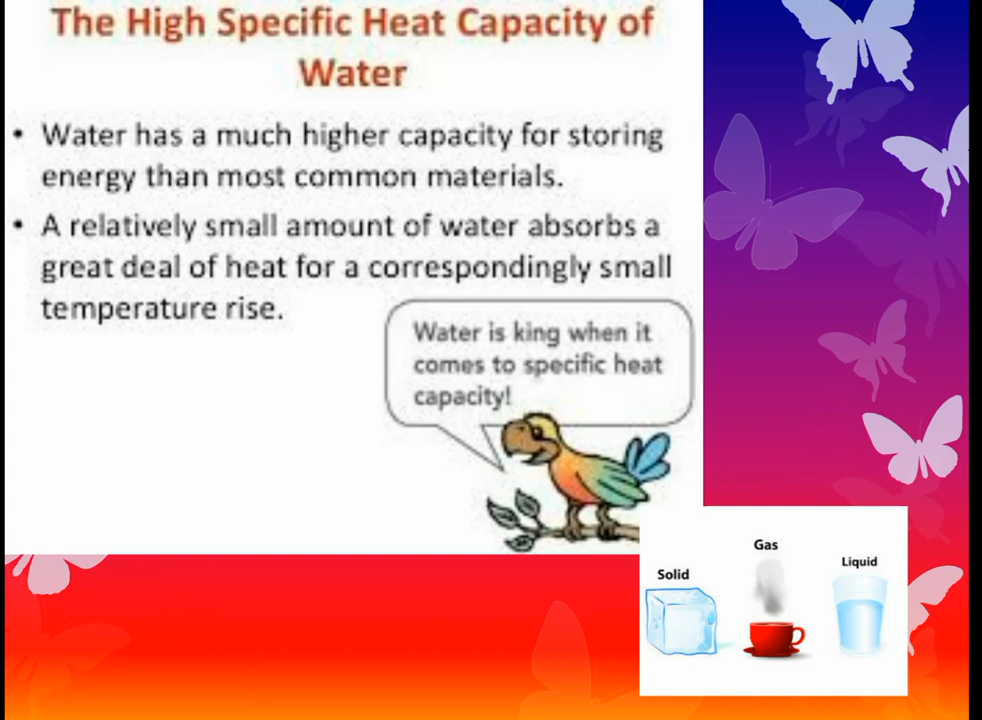 The High Specific Heat Capacity of
Water
• Water has a much higher capacity for storing
energy than most common materials.
• A relatively small amount of water absorbs a
great deal of heat for a correspondingly small
temperature rise.
Water is king when it
comes to specific heat
capacity!
Gas
Solid
Liquid